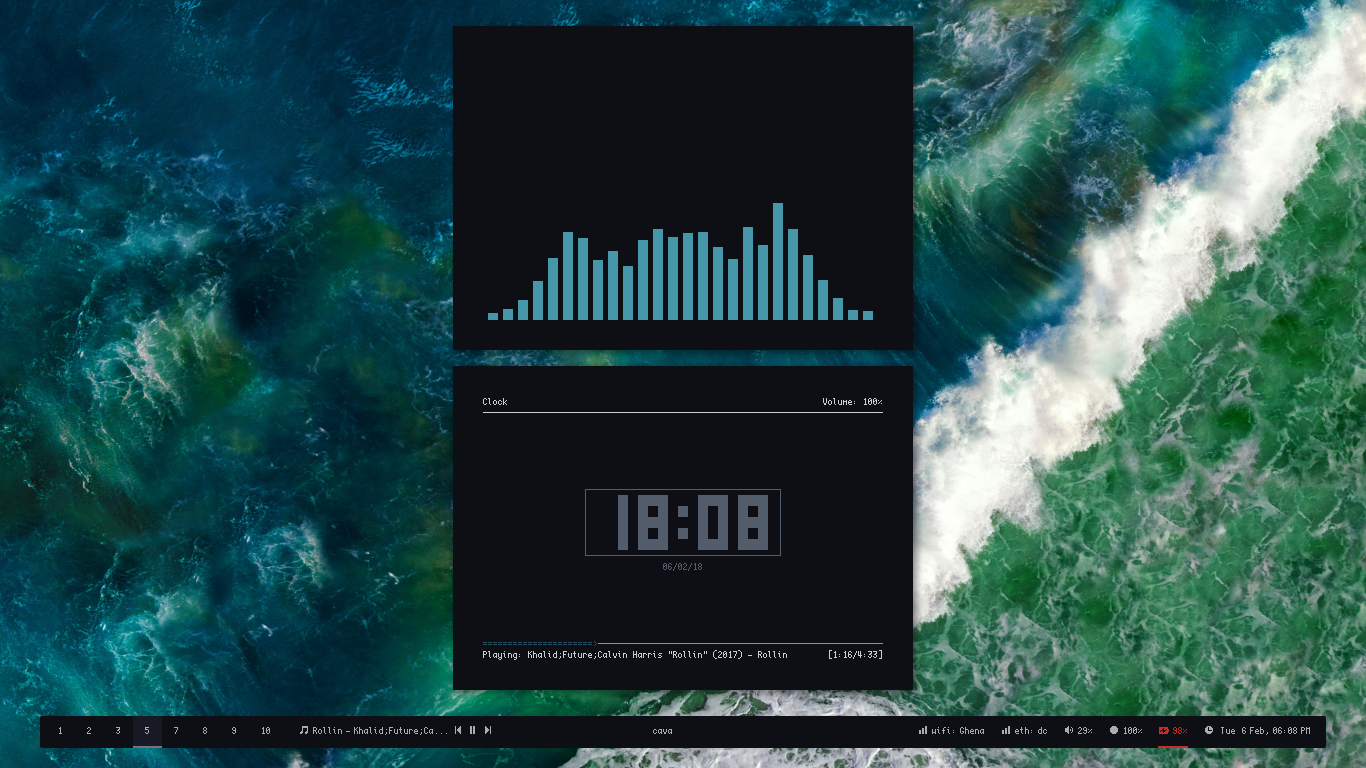 Clock Volume: 100%
18:08
06/02/18
Playing: Khalid;Future;Calvin Harris "Rollin" (2017) - Rollin [1:16/4:33]
1 2 3 5 7 8 9 10 Rollin - Khalid;Future;Ca... cava wifi: Ghena eth: dc 29% 100% 98% Tue 6 Feb, 06:08 PM